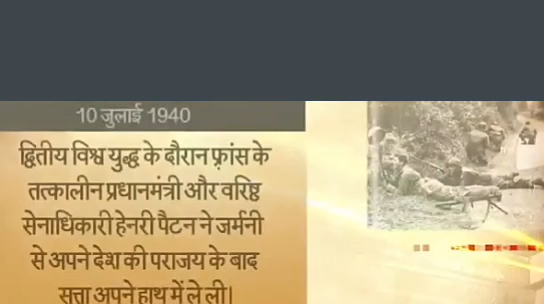 10 जुलाई 1940
द्वितीय विश्व युद्ध के दौरान फ़्रांस के
तत्कालीन प्रधानमंत्री और वरिष्ठ
सेनाधिकारी हेनरी पैटन ने जर्मनी
से अपने देश की पराजय के बाद
सत्ता अपने हाथ में ले ली।